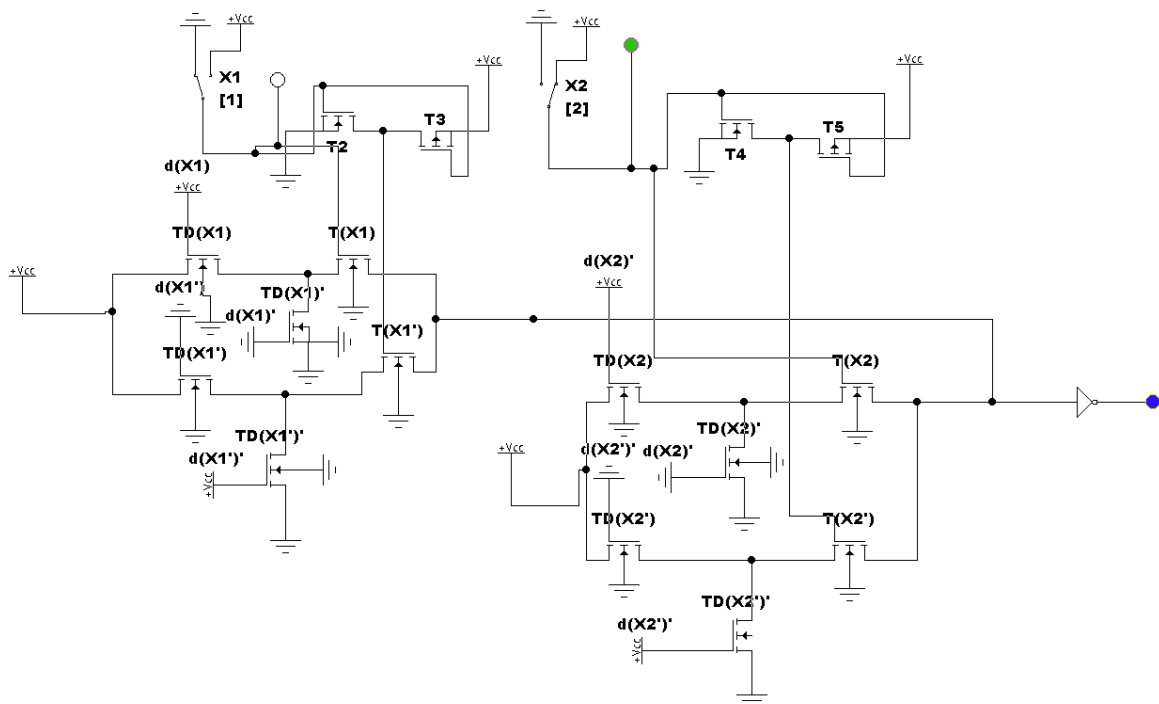 +Vcc
+Vcc
X1
[1]
X2
[2]
+Vcc
T3
+Vcc
T5
T2
T4
d(X1)
+Vcc
TD(X1)
T(X1)
+Vcc
d(X2)'
+Vcc
d(X1')
TD(X1)'
d(X1)'
T(X1')
TD(X1')
TD(X2)
T(X2)
TD(X1')'
TD(X2)'
d(X1')'
+Vcc
+Vcc
d(X2')'
d(X2)'
TD(X2')
T(X2')
TD(X2')'
d(X2')'
+Vcc